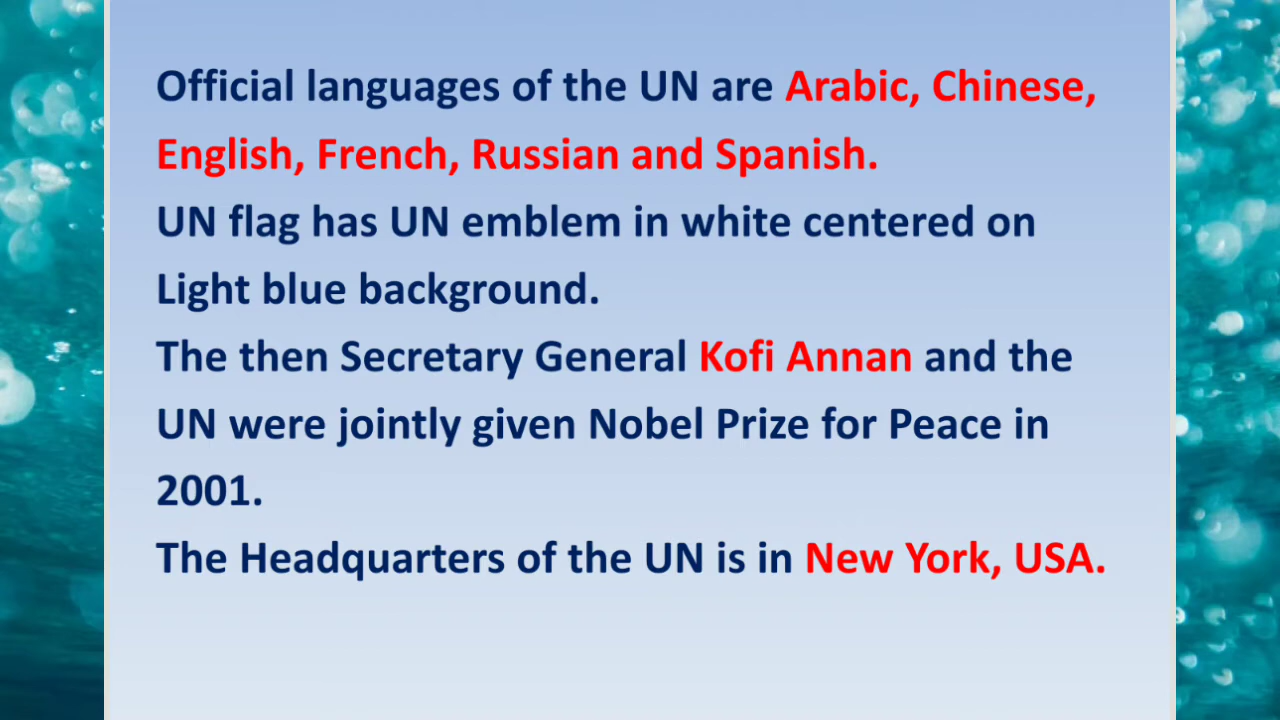 Official languages of the UN are Arabic, Chinese,
English, French, Russian and Spanish.
UN flag has UN emblem in white centered on
Light blue background.
The then Secretary General Kofi Annan and the
UN were jointly given Nobel Prize for Peace in
2001.
The Headquarters of the UN is in New York, USA.